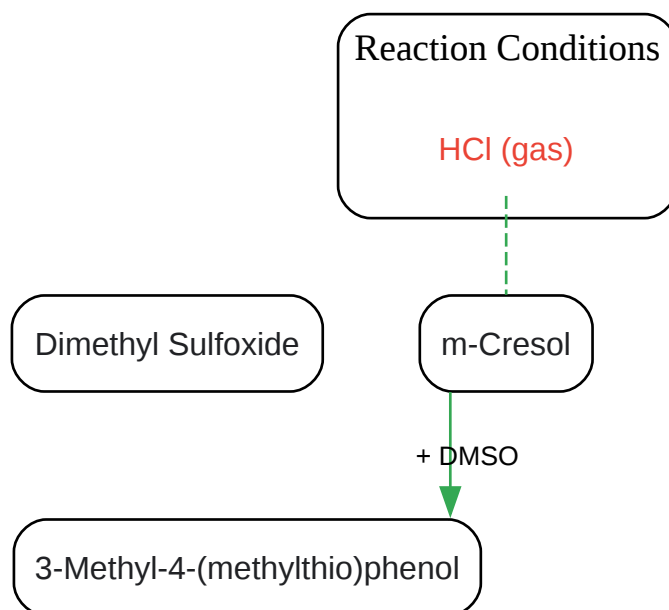 Reaction Conditions
HCl (gas)
Dimethyl Sulfoxide
m-Cresol
+ DMSO
3-Methyl-4-(methylthio)phenol